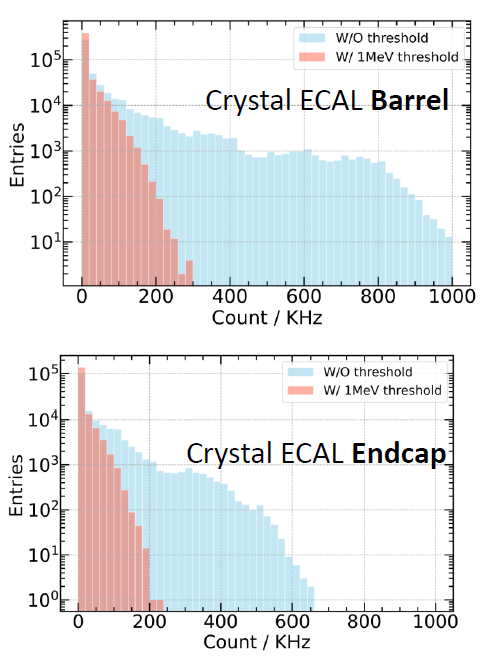 10⁵
10⁴
10³
10²
10¹
Entries
W/O threshold
W/ 1MeV threshold
Crystal ECAL Barrel
0 200 400 600 800 1000
Count / KHz
10⁵
10⁴
10³
10²
10¹
10⁰
Entries
W/O threshold
W/ 1MeV threshold
Crystal ECAL Endcap
0 200 400 600 800 1000
Count / KHz